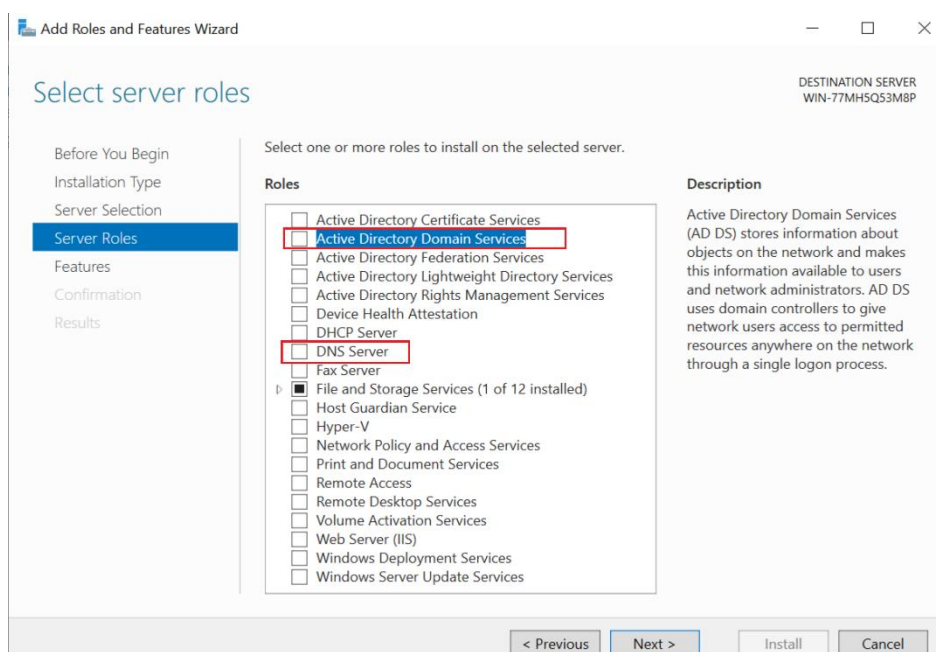 Add Roles and Features Wizard
Select server roles
DESTINATION SERVER
WIN-77MH5Q53M8P
Before You Begin
Installation Type
Server Selection
Server Roles
Features
Confirmation
Results
Select one or more roles to install on the selected server.
Roles
Active Directory Certificate Services
Active Directory Domain Services
Active Directory Federation Services
Active Directory Lightweight Directory Services
Active Directory Rights Management Services
Device Health Attestation
DHCP Server
DNS Server
Fax Server
File and Storage Services (1 of 12 installed)
Host Guardian Service
Hyper-V
Network Policy and Access Services
Print and Document Services
Remote Access
Remote Desktop Services
Volume Activation Services
Web Server (IIS)
Windows Deployment Services
Windows Server Update Services
Description
Active Directory Domain Services
(AD DS) stores information about
objects on the network and makes
this information available to users
and network administrators. AD DS
uses domain controllers to give
network users access to permitted
resources anywhere on the network
through a single logon process.
< Previous
Next >
Install
Cancel